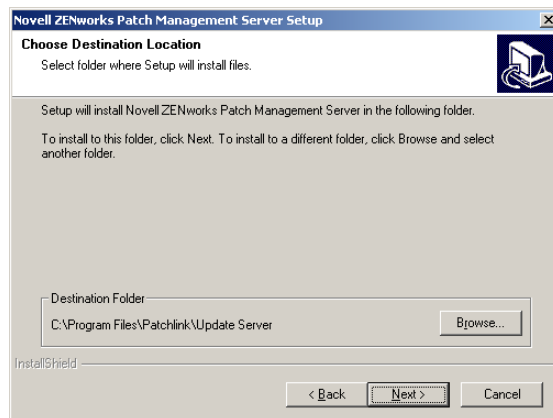 Novell ZENworks Patch Management Server Setup
Choose Destination Location
Select folder where Setup will install files.
Setup will install Novell ZENworks Patch Management Server in the following folder.
To install to this folder, click Next. To install to a different folder, click Browse and select
another folder.
Destination Folder
C:\Program Files\Patchlink\Update Server
Browse...
InstallShield
< Back
Next >
Cancel